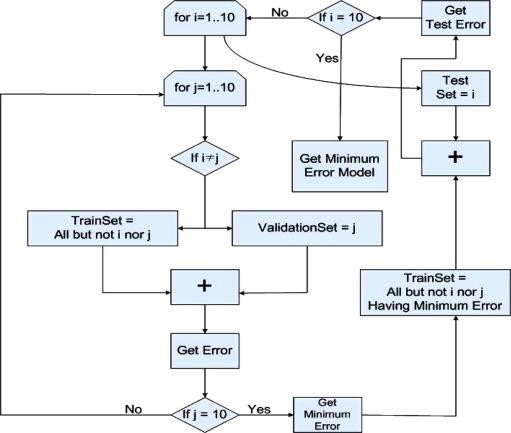 for i=1..10
No
If i = 10
Get
Test Error
Yes
for j=1..10
Test
Set = i
If i≠j
Get Minimum
Error Model
+
TrainSet =
All but not i nor j
ValidationSet = j
+
TrainSet =
All but not i nor j
Having Minimum Error
Get Error
No
If j = 10
Yes
Get
Minimum
Error